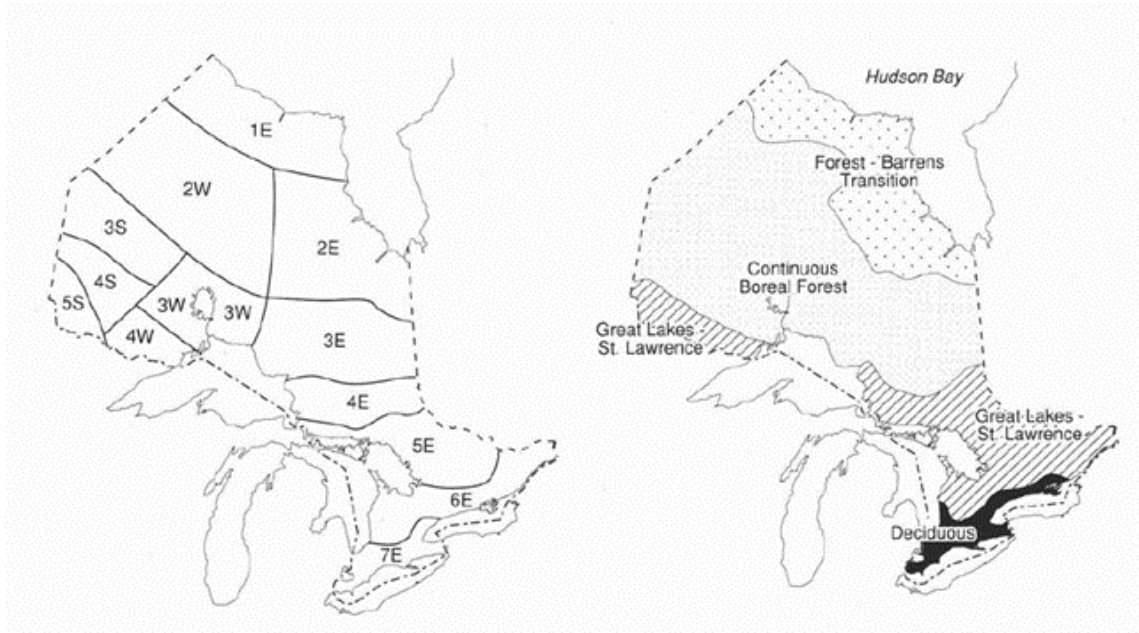 1E
2W
2E
3S
4S
5S
3W
3W
4W
3E
4E
5E
6E
7E
Hudson Bay
Forest - Barrens
Transition
Continuous
Boreal Forest
Great Lakes -
St. Lawrence
Great Lakes -
St. Lawrence
Deciduous